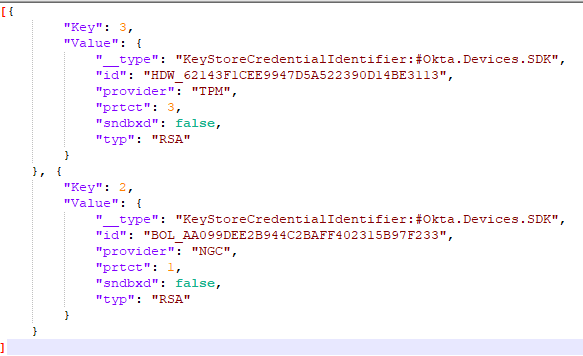 [{
"Key": 3,
"Value": {
"__type": "KeyStoreCredentialIdentifier:#Okta.Devices.SDK",
"id": "HDW_62143F1CEE9947D5A522390D14BE3113",
"provider": "TPM",
"prtct": 3,
"sndbxd": false,
"typ": "RSA"
}
}, {
"Key": 2,
"Value": {
"__type": "KeyStoreCredentialIdentifier:#Okta.Devices.SDK",
"id": "BOL_AA099DEE2B944C2BAFF402315B97F233",
"provider": "NGC",
"prtct": 1,
"sndbxd": false,
"typ": "RSA"
}
}
]